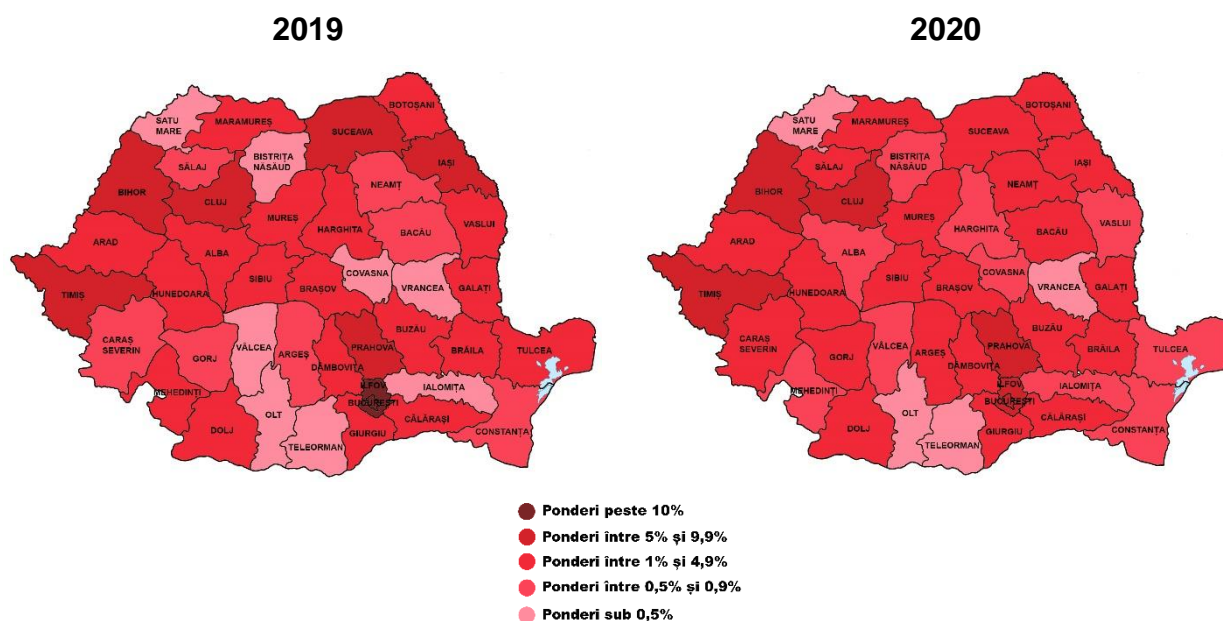 2019
2020
SATU
MARE
MARAMUREȘ
SUCEAVA
BOTOȘANI
IAȘI
SĂLAJ
BISTRIȚA
NĂSĂUD
BIHOR
CLUJ
NEAMȚ
MUREȘ
HARGHITA
BACĂU
VASLUI
ARAD
ALBA
SIBIU
BRAȘOV
COVASNA
VRANCEA
GALAȚI
TIMIȘ
HUNEDOARA
CARAȘ
SEVERIN
GORJ
VÂLCEA
ARGEȘ
PRAHOVA
BUZĂU
BRĂILA
TULCEA
DÂMBOVIȚA
MEHEDINȚI
ILFOV
BUCUREȘTI
IALOMIȚA
OLT
DOLJ
TELEORMAN
GIURGIU
CĂLĂRAȘI
CONSTANȚA
SATU
MARE
MARAMUREȘ
SUCEAVA
BOTOȘANI
IAȘI
SĂLAJ
BISTRIȚA
NĂSĂUD
BIHOR
CLUJ
NEAMȚ
MUREȘ
HARGHITA
BACĂU
VASLUI
ARAD
ALBA
SIBIU
BRAȘOV
COVASNA
VRANCEA
GALAȚI
TIMIȘ
HUNEDOARA
CARAȘ
SEVERIN
GORJ
VÂLCEA
ARGEȘ
PRAHOVA
BUZĂU
BRĂILA
TULCEA
DÂMBOVIȚA
MEHEDINȚI
ILFOV
BUCUREȘTI
IALOMIȚA
OLT
DOLJ
TELEORMAN
GIURGIU
CĂLĂRAȘI
CONSTANȚA
Ponderi peste 10%
Ponderi între 5% și 9,9%
Ponderi între 1% și 4,9%
Ponderi între 0,5% și 0,9%
Ponderi sub 0,5%